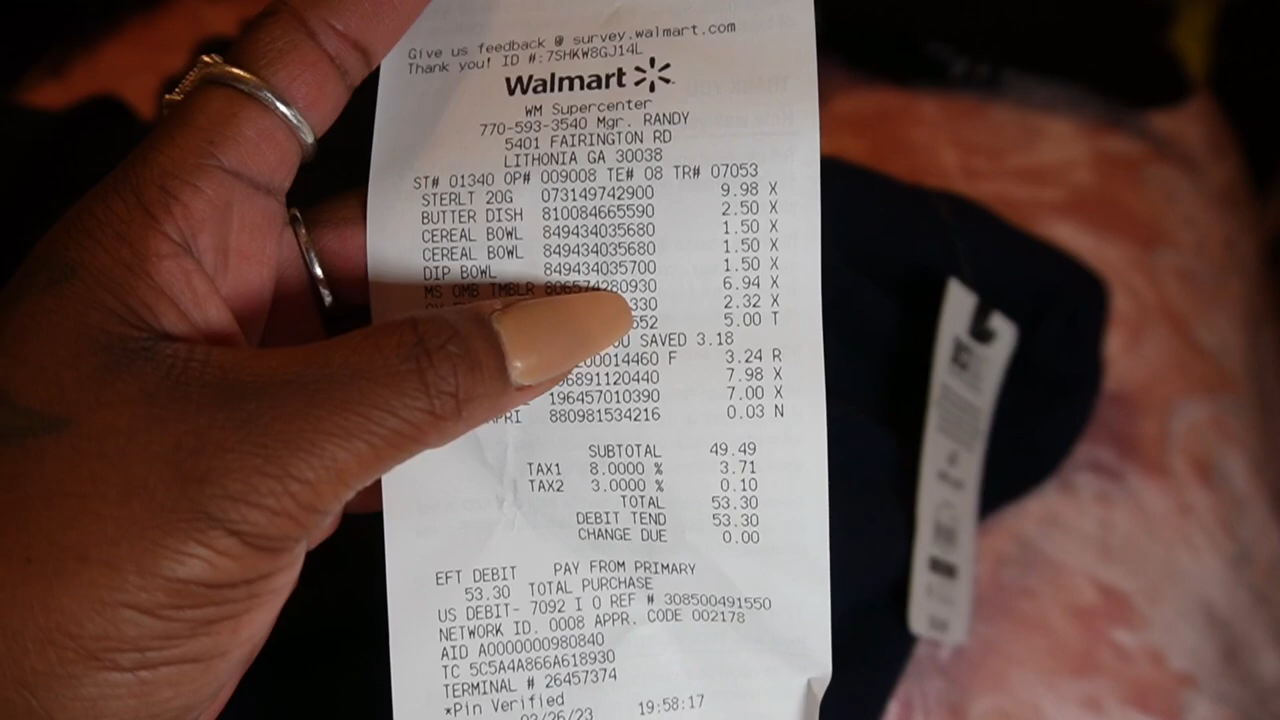 Give us feedback @ survey.walmart.com
Thank you! ID #:7SHKW8GJ14L
Walmart
WM Supercenter
770-593-3540 Mgr. RANDY
5401 FAIRINGTON RD
LITHONIA GA 30038
ST# 01340 OP# 009008 TE# 08 TR# 07053
STERLT 20G 073149742900 9.98 X
BUTTER DISH 810084665590 2.50 X
CEREAL BOWL 849434035680 1.50 X
CEREAL BOWL 849434035680 1.50 X
DIP BOWL 849434035700 1.50 X
MS OMB TMBLR 806574280930 6.94 X
330 2.32 X
552 5.00 T
OU SAVED 3.18
00014460 F 3.24 R
96891120440 7.98 X
196457010390 7.00 X
APRI 880981534216 0.03 N
SUBTOTAL 49.49
TAX1 8.0000 % 3.71
TAX2 3.0000 % 0.10
TOTAL 53.30
DEBIT TEND 53.30
CHANGE DUE 0.00
EFT DEBIT PAY FROM PRIMARY
53.30 TOTAL PURCHASE
US DEBIT- 7092 I 0 REF # 308500491550
NETWORK ID. 0008 APPR. CODE 002178
AID A0000000980840
TC 5C5A4A866A618930
TERMINAL # 26457374
*Pin Verified
03/26/23 19:58:17